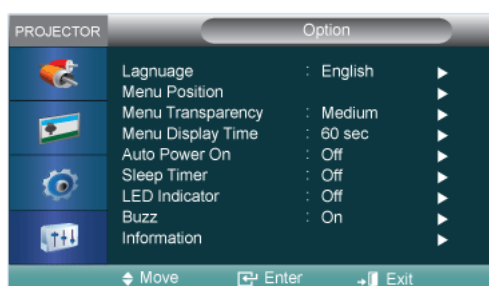 PROJECTOR
Option
Lagnuage : English
Menu Position
Menu Transparency : Medium
Menu Display Time : 60 sec
Auto Power On : Off
Sleep Timer : Off
LED Indicator : Off
Buzz : On
Information
Move Enter Exit